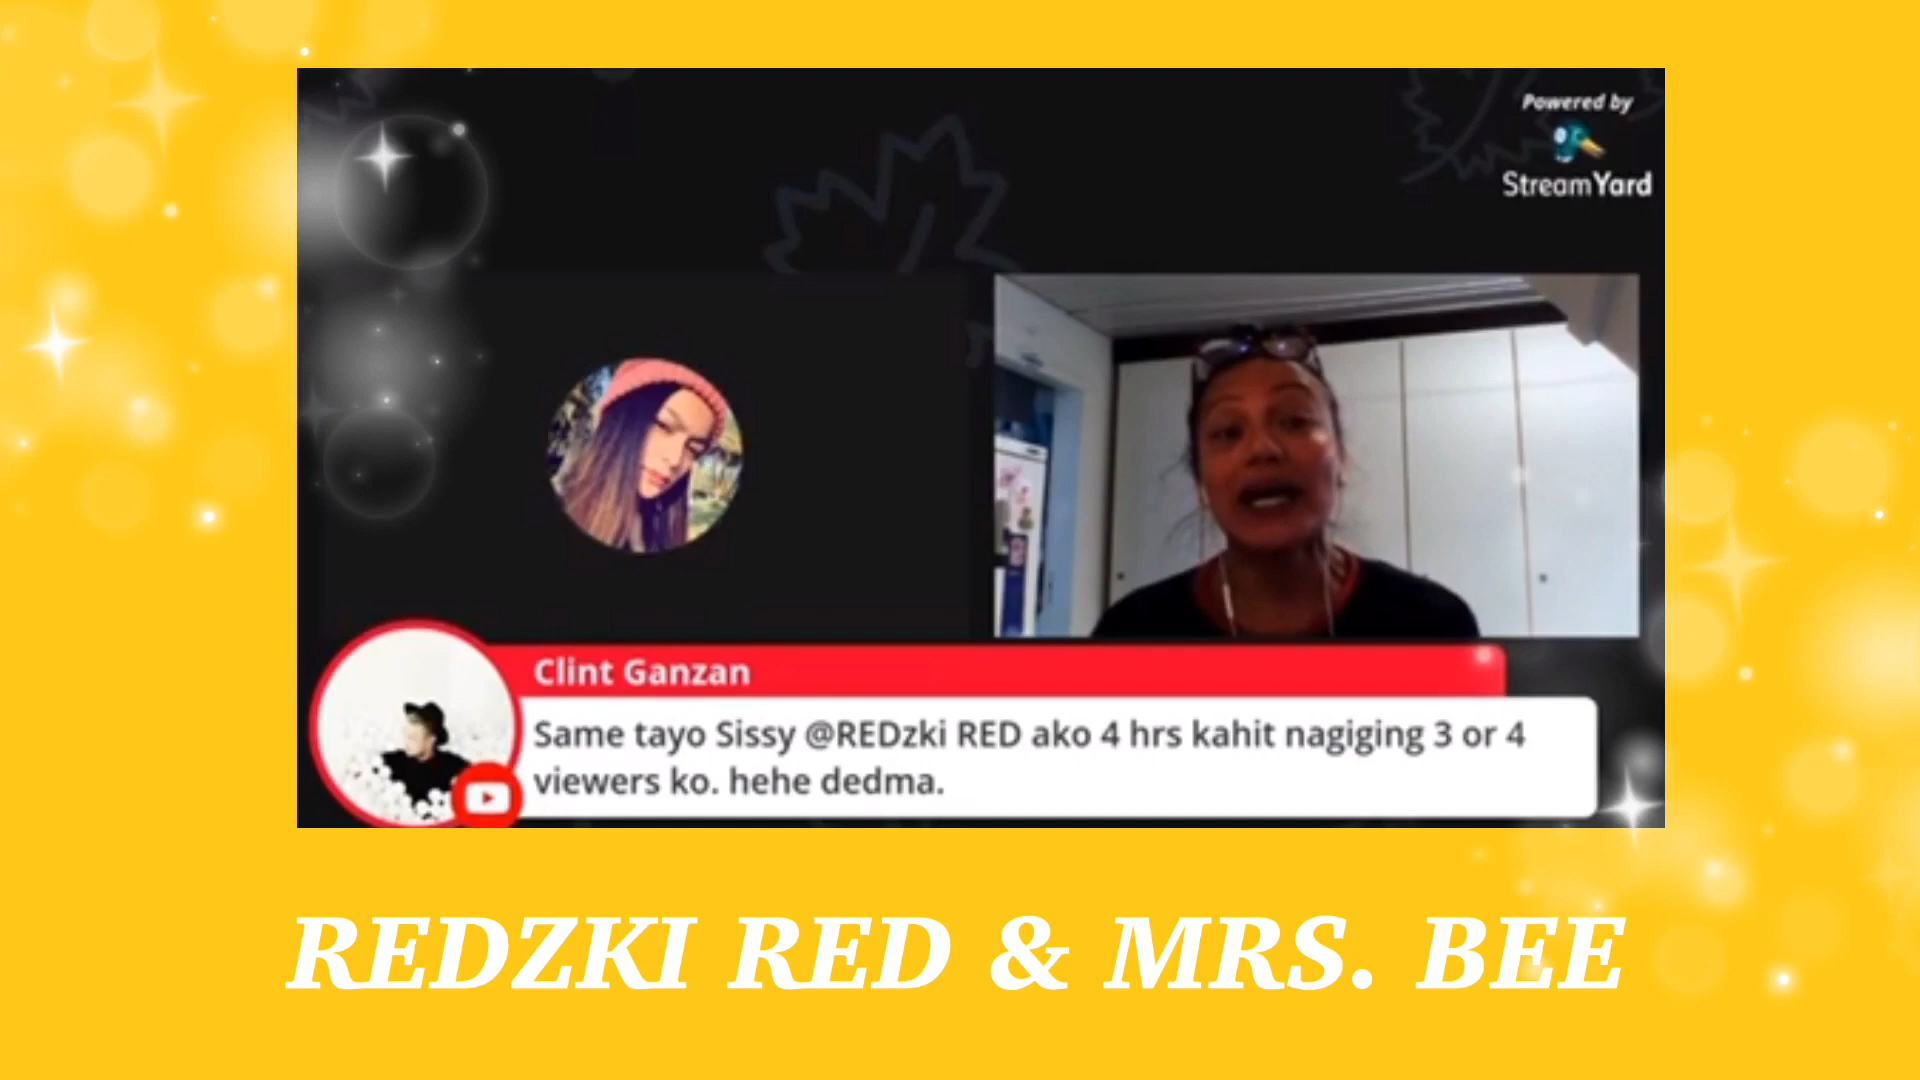 Powered by
StreamYard
Clint Ganzan
Same tayo Sissy @REDzki RED ako 4 hrs kahit nagiging 3 or 4
viewers ko. hehe dedma.
REDZKI RED & MRS. BEE